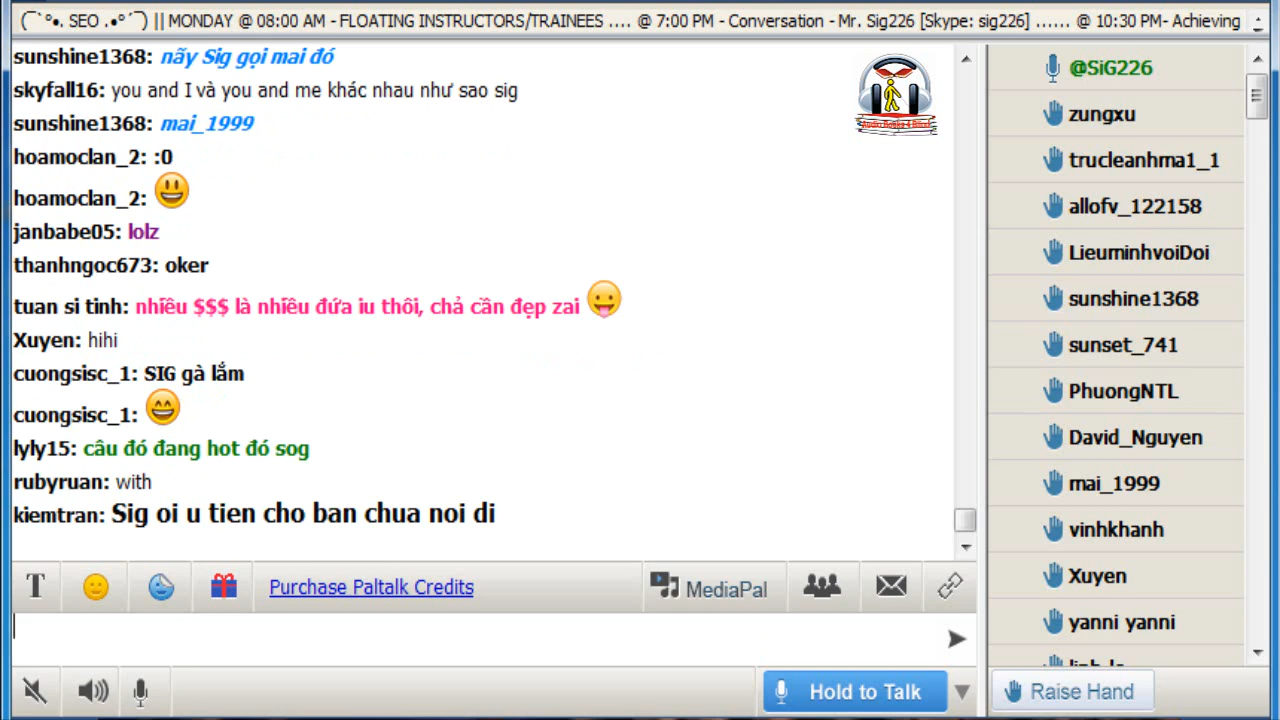 (¯`°•. SEO .•°´¯) || MONDAY @ 08:00 AM - FLOATING INSTRUCTORS/TRAINEES .... @ 7:00 PM - Conversation - Mr. Sig226 [Skype: sig226] ...... @ 10:30 PM- Achieving
sunshine1368: nãy Sig gọi mai đó
skyfall16: you and I và you and me khác nhau như sao sig
sunshine1368: mai_1999
hoamoclan_2: :0
hoamoclan_2:
janbabe05: lolz
thanhngoc673: oker
tuan si tinh: nhiêu $$$ là nhiêu đứa iu thôi, chả cần đẹp zai
Xuyen: hihi
cuongsisc_1: SIG gà lắm
cuongsisc_1:
lyly15: câu đó đang hot đó sog
rubyruan: with
kiemtran: Sig oi u tien cho ban chua noi di
@SiG226
zungxu
trucleanhma1_1
allofv_122158
LieuminhvoiDoi
sunshine1368
sunset_741
PhuongNTL
David_Nguyen
mai_1999
vinhkhanh
Xuyen
yanni yanni
T
Purchase Paltalk Credits
MediaPal
Hold to Talk
Raise Hand